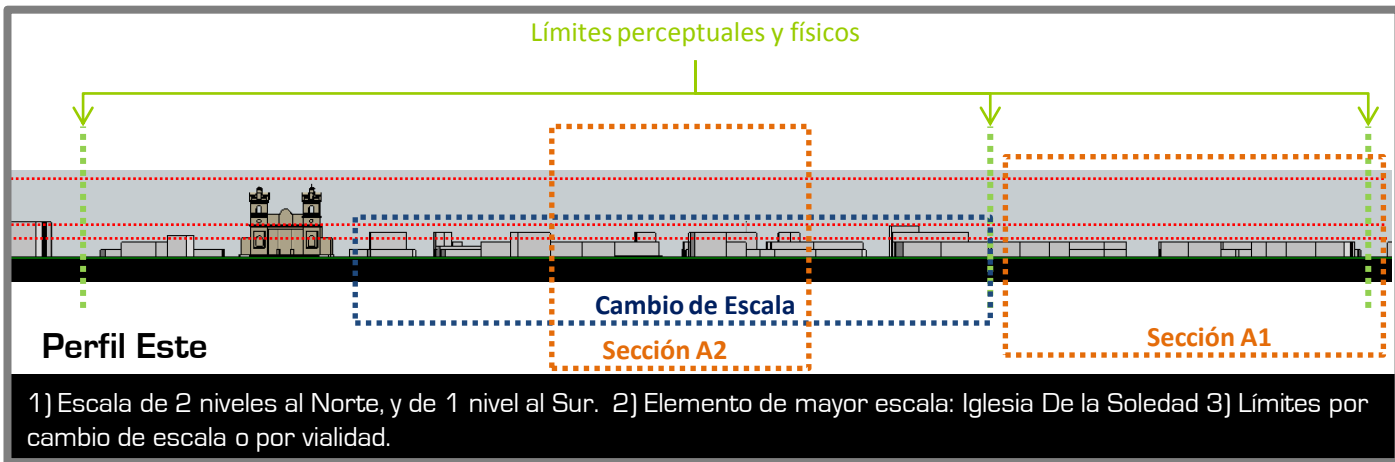 Límites perceptuales y físicos
Cambio de Escala
Sección A2
Sección A1
Perfil Este
1) Escala de 2 niveles al Norte, y de 1 nivel al Sur. 2) Elemento de mayor escala: Iglesia De la Soledad 3) Límites por
cambio de escala o por vialidad.